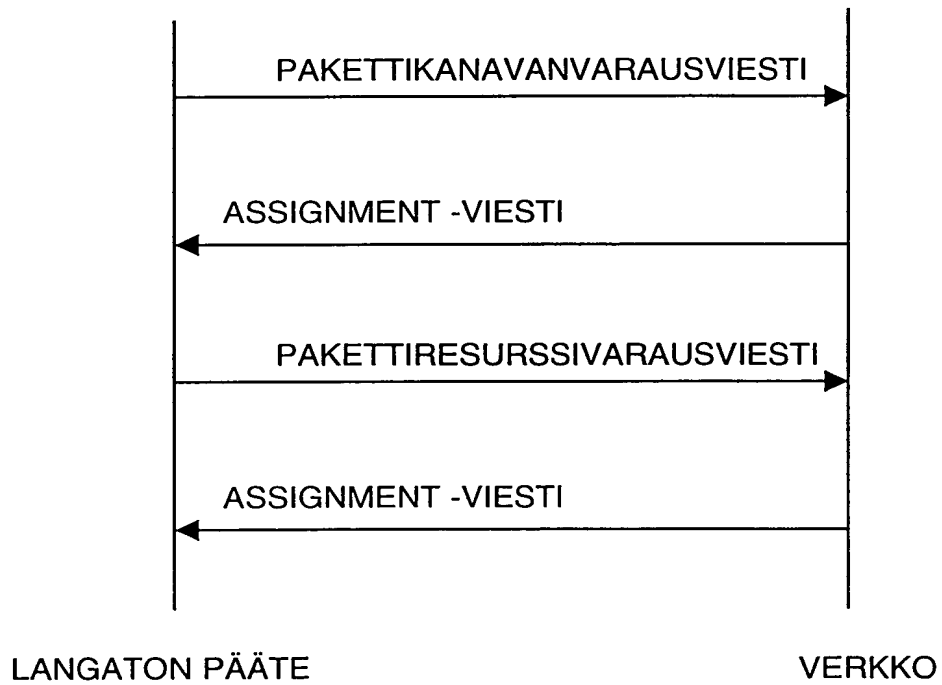 PAKETTIKANAVANVARAUSVIESTI
ASSIGNMENT -VIESTI
PAKETTIRESURSSIVARAUSVIESTI
ASSIGNMENT -VIESTI
LANGATON PÄÄTE
VERKKO